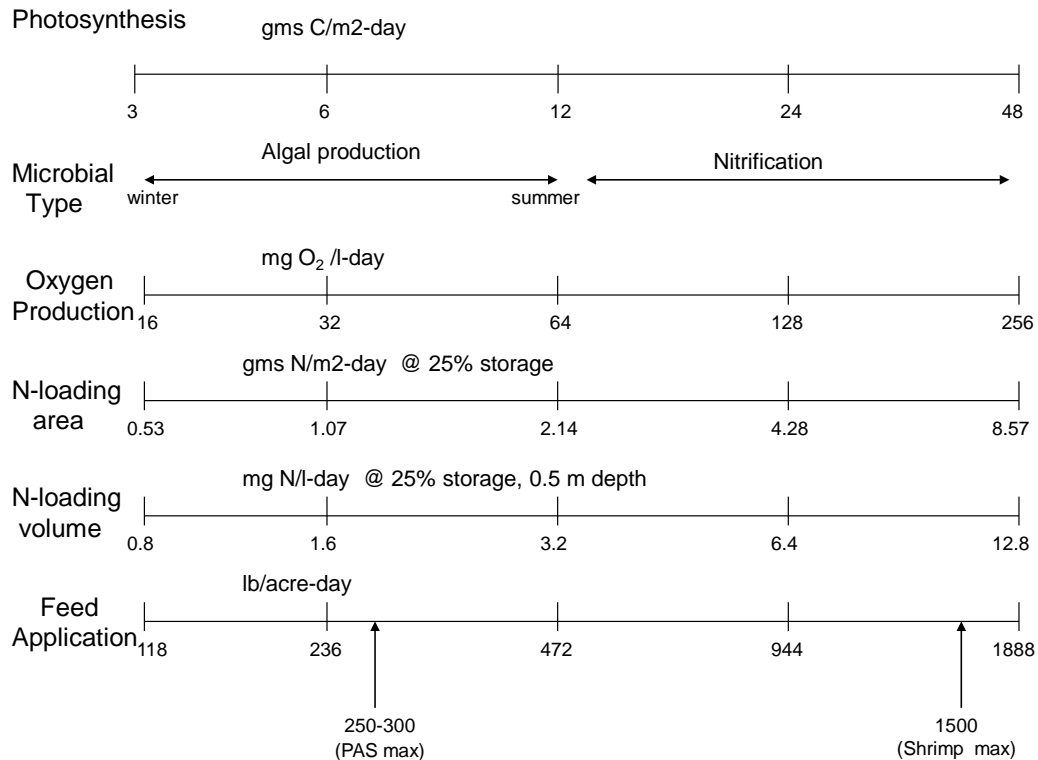 Photosynthesis
gms C/m2-day
3 6 12 24 48
Algal production
Nitrification
Microbial
Type
winter summer
mg O₂ /l-day
Oxygen
Production
16 32 64 128 256
gms N/m2-day @ 25% storage
N-loading
area
0.53 1.07 2.14 4.28 8.57
mg N/l-day @ 25% storage, 0.5 m depth
N-loading
volume
0.8 1.6 3.2 6.4 12.8
lb/acre-day
Feed
Application
118 236 472 944 1888
250-300
(PAS max)
1500
(Shrimp max)